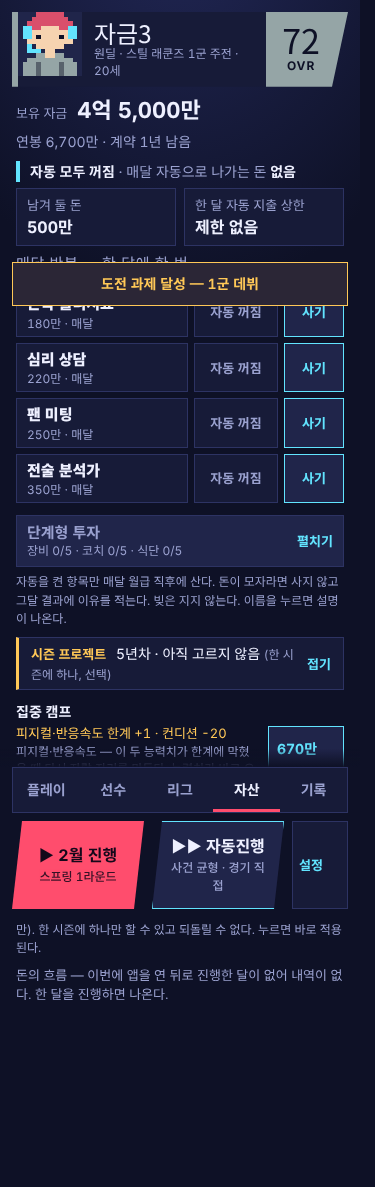 자금3
원딜 · 스틸 래쿤즈 1군 주전 ·
20세
72
OVR
보유 자금 4억 5,000만
연봉 6,700만 · 계약 1년 남음
자동 모두 꺼짐 · 매달 자동으로 나가는 돈 없음
남겨 둘 돈
500만
한 달 자동 지출 상한
제한 없음
도전 과제 달성 — 1군 데뷔
180만 · 매달
자동 꺼짐
사기
심리 상담
220만 · 매달
자동 꺼짐
사기
팬 미팅
250만 · 매달
자동 꺼짐
사기
전술 분석가
350만 · 매달
자동 꺼짐
사기
단계형 투자
장비 0/5 · 코치 0/5 · 식단 0/5
펼치기
자동을 켠 항목만 매달 월급 직후에 산다. 돈이 모자라면 사지 않고
그달 결과에 이유를 적는다. 빚은 지지 않는다. 이름을 누르면 설명
이 나온다.
시즌 프로젝트 5년차 · 아직 고르지 않음 (한 시
즌에 하나, 선택)
접기
집중 캠프
피지컬·반응속도 한계 +1 · 컨디션 -20
피지컬·반응속도 — 이 두 능력치가 한계에 막혔
670만
플레이
선수
리그
자산
기록
▶ 2월 진행
스프링 1라운드
▶▶ 자동진행
사건 균형 · 경기 직
접
설정
만). 한 시즌에 하나만 할 수 있고 되돌릴 수 없다. 누르면 바로 적용
된다.
돈의 흐름 — 이번에 앱을 연 뒤로 진행한 달이 없어 내역이 없
다. 한 달을 진행하면 나온다.